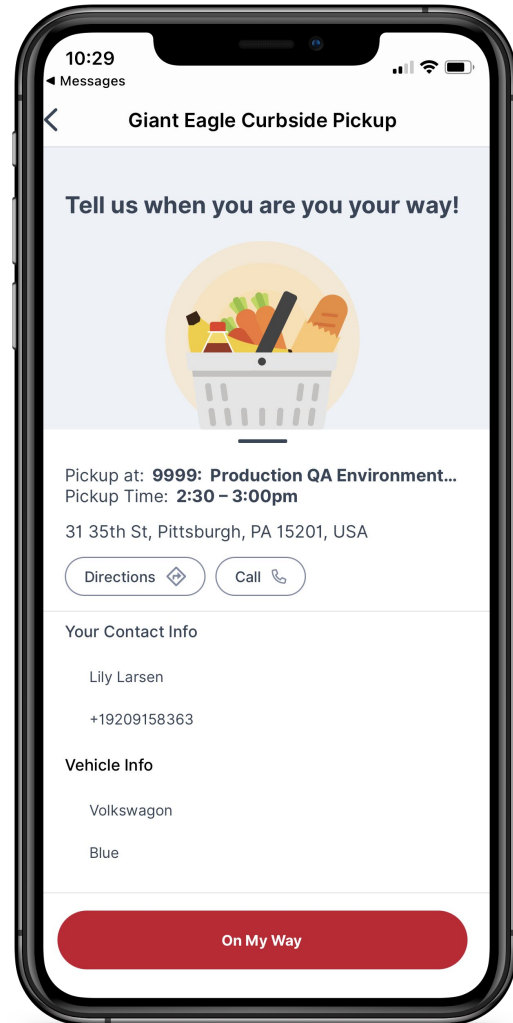 10:29
◀ Messages
Giant Eagle Curbside Pickup
Tell us when you are you your way!
Pickup at: 9999: Production QA Environment...
Pickup Time: 2:30 – 3:00pm
31 35th St, Pittsburgh, PA 15201, USA
Directions
Call
Your Contact Info
Lily Larsen
+19209158363
Vehicle Info
Volkswagon
Blue
On My Way